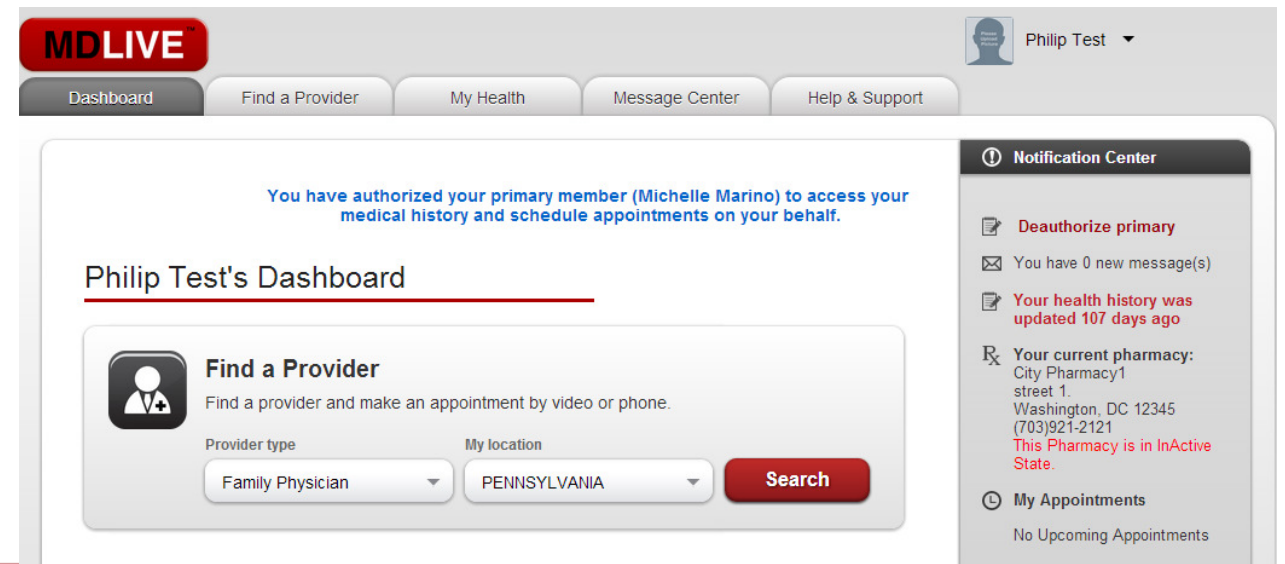 MDLIVE™
Philip Test
Dashboard
Find a Provider
My Health
Message Center
Help & Support
You have authorized your primary member (Michelle Marino) to access your
medical history and schedule appointments on your behalf.
Philip Test's Dashboard
Find a Provider
Find a provider and make an appointment by video or phone.
Provider type
My location
Family Physician
PENNSYLVANIA
Search
Notification Center
Deauthorize primary
You have 0 new message(s)
Your health history was
updated 107 days ago
Rx Your current pharmacy:
City Pharmacy1
street 1.
Washington, DC 12345
(703)921-2121
This Pharmacy is in InActive
State.
My Appointments
No Upcoming Appointments